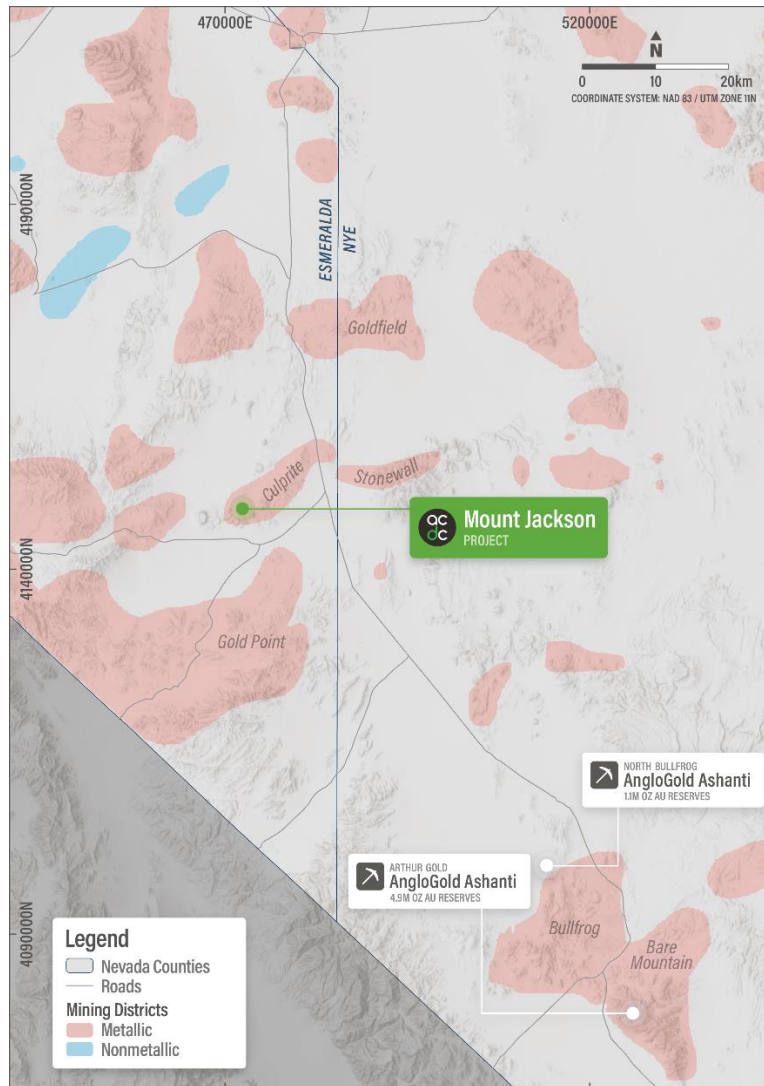 470000E
520000E
N
0 10 20km
COORDINATE SYSTEM: NAD 83 / UTM ZONE 11N
4190000N
ESMERALDA
NYE
Goldfield
Culprite
Stonewall
acdc
Mount Jackson
PROJECT
4140000N
Gold Point
NORTH BULLFROG
AngloGold Ashanti
1.1M OZ AU RESERVES
ARTHUR GOLD
AngloGold Ashanti
4.9M OZ AU RESERVES
4090000N
Bullfrog
Bare
Mountain
Legend
Nevada Counties
Roads
Mining Districts
Metallic
Nonmetallic